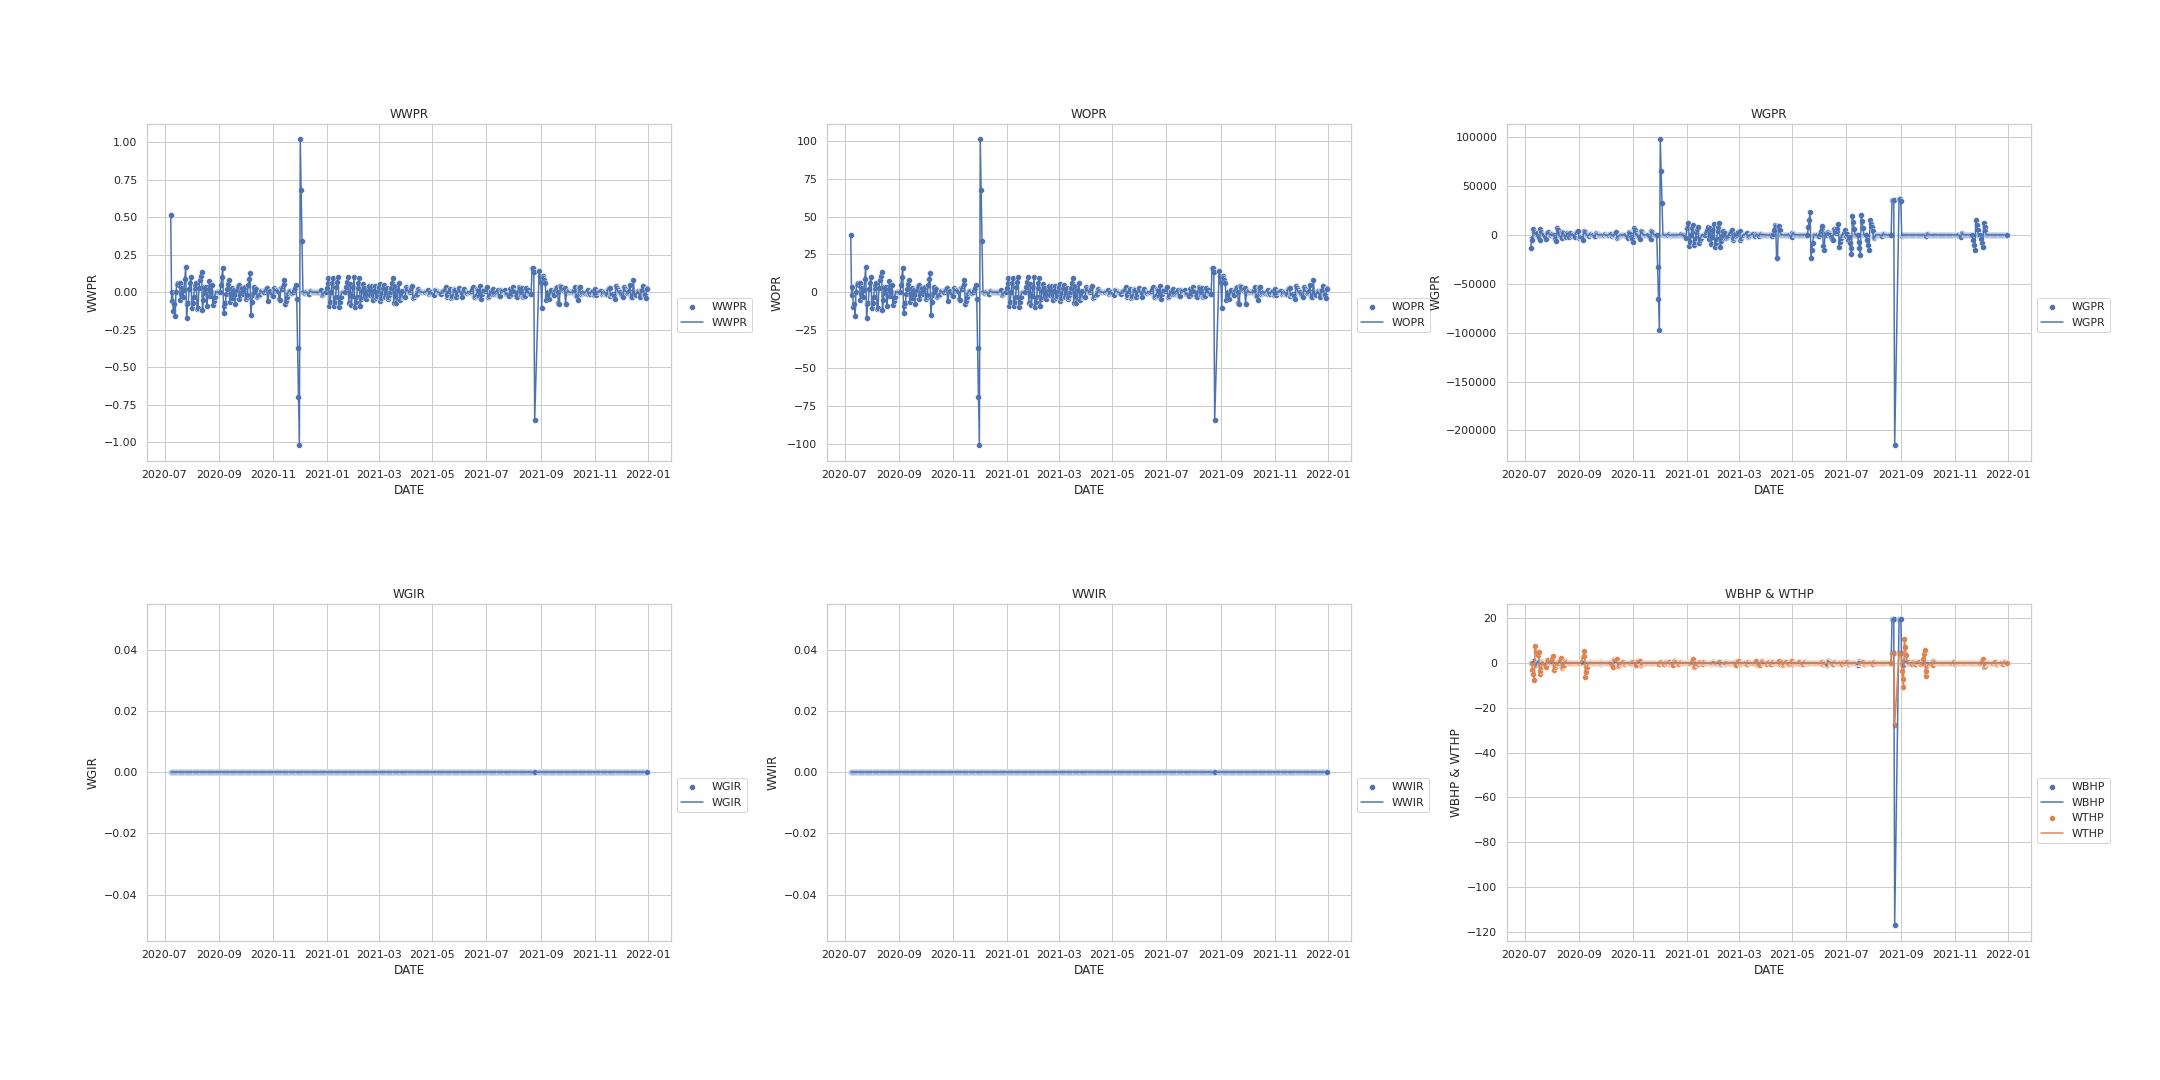 WWPR
WWPR
1.00
0.75
0.50
0.25
0.00
−0.25
−0.50
−0.75
−1.00
2020-07 2020-09 2020-11 2021-01 2021-03 2021-05 2021-07 2021-09 2021-11 2022-01
DATE
WWPR
WWPR
WOPR
WOPR
100
75
50
25
0
−25
−50
−75
−100
2020-07 2020-09 2020-11 2021-01 2021-03 2021-05 2021-07 2021-09 2021-11 2022-01
DATE
WOPR
WOPR
WGPR
WGPR
100000
50000
0
−50000
−100000
−150000
−200000
2020-07 2020-09 2020-11 2021-01 2021-03 2021-05 2021-07 2021-09 2021-11 2022-01
DATE
WGPR
WGPR
WGIR
WGIR
0.04
0.02
0.00
−0.02
−0.04
2020-07 2020-09 2020-11 2021-01 2021-03 2021-05 2021-07 2021-09 2021-11 2022-01
DATE
WGIR
WGIR
WWIR
WWIR
0.04
0.02
0.00
−0.02
−0.04
2020-07 2020-09 2020-11 2021-01 2021-03 2021-05 2021-07 2021-09 2021-11 2022-01
DATE
WWIR
WWIR
WBHP & WTHP
WBHP & WTHP
20
0
−20
−40
−60
−80
−100
−120
2020-07 2020-09 2020-11 2021-01 2021-03 2021-05 2021-07 2021-09 2021-11 2022-01
DATE
WBHP
WBHP
WTHP
WTHP